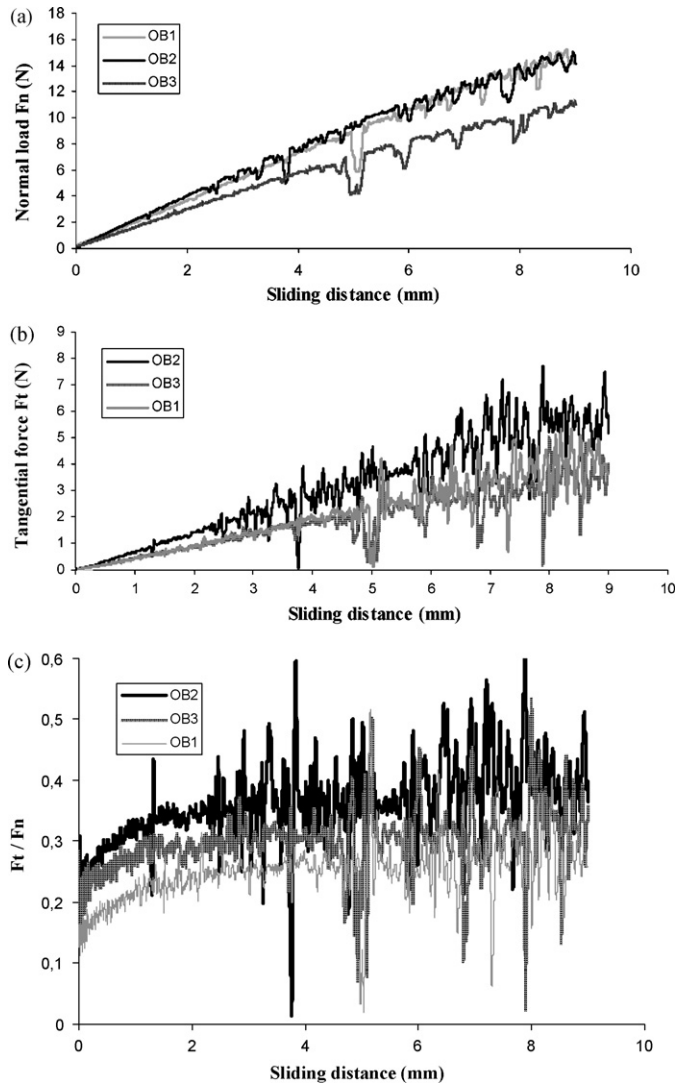 (a)
Normal load Fn (N)
18
16
14
12
10
8
6
4
2
0
OB1
OB2
OB3
0 2 4 6 8 10
Sliding distance (mm)
(b)
Tangential force Ft (N)
9
8
7
6
5
4
3
2
1
0
OB2
OB3
OB1
0 1 2 3 4 5 6 7 8 9 10
Sliding distance (mm)
(c)
Ft / Fn
0,6
0,5
0,4
0,3
0,2
0,1
0
OB2
OB3
OB1
0 2 4 6 8 10
Sliding distance (mm)